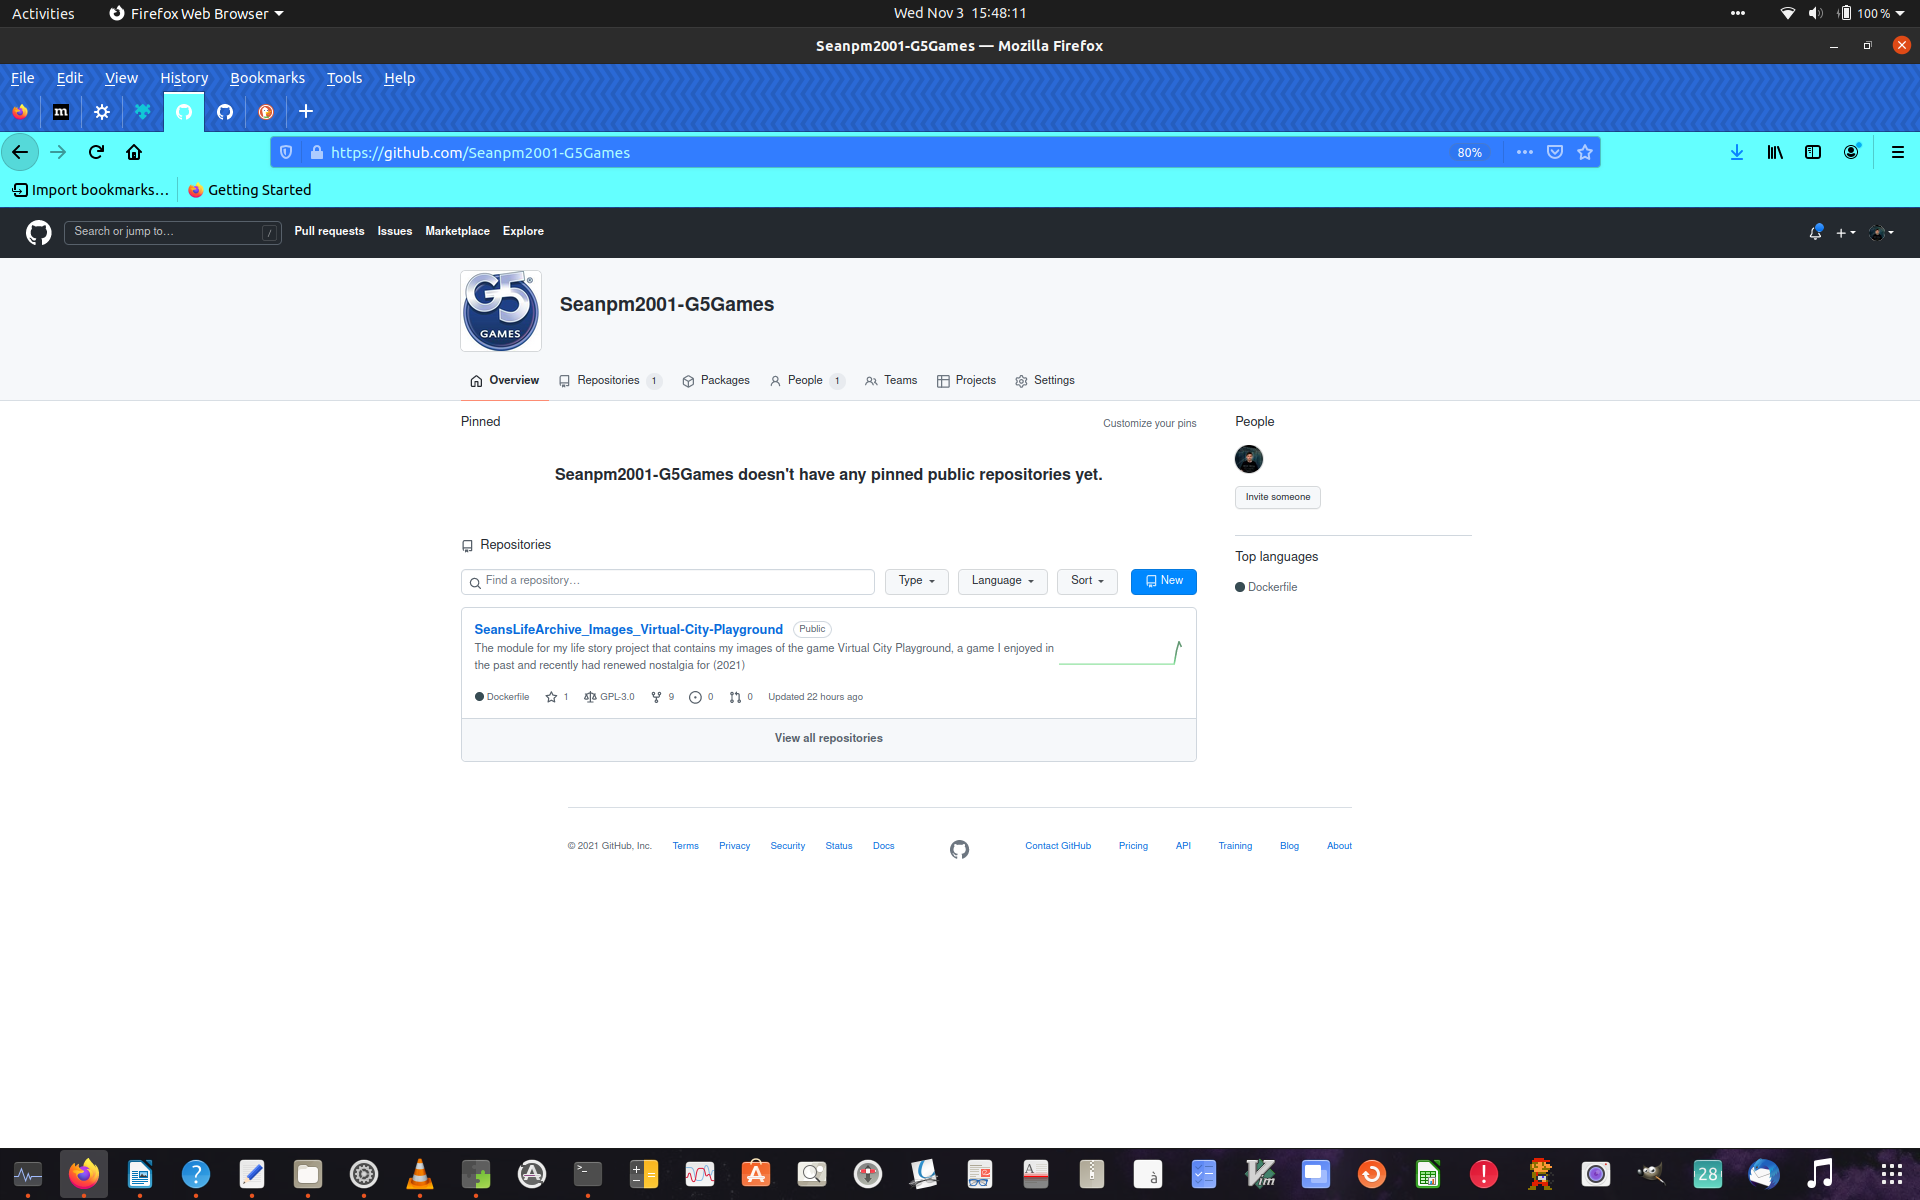 Activities Firefox Web Browser Wed Nov 3 15:48:11 100 %
Seanpm2001-G5Games — Mozilla Firefox
File Edit View History Bookmarks Tools Help
m
https://github.com/Seanpm2001-G5Games 80%
Import bookmarks… Getting Started
Search or jump to… / Pull requests Issues Marketplace Explore
G5® GAMES
Seanpm2001-G5Games
Overview Repositories 1 Packages People 1 Teams Projects Settings
Pinned Customize your pins
Seanpm2001-G5Games doesn't have any pinned public repositories yet.
People
Invite someone
Repositories
Top languages
Find a repository… Type Language Sort New
Dockerfile
SeansLifeArchive_Images_Virtual-City-Playground Public
The module for my life story project that contains my images of the game Virtual City Playground, a game I enjoyed in
the past and recently had renewed nostalgia for (2021)
Dockerfile 1 GPL-3.0 9 0 0 Updated 22 hours ago
View all repositories
© 2021 GitHub, Inc. Terms Privacy Security Status Docs Contact GitHub Pricing API Training Blog About
? >_ A à Vim ! 28